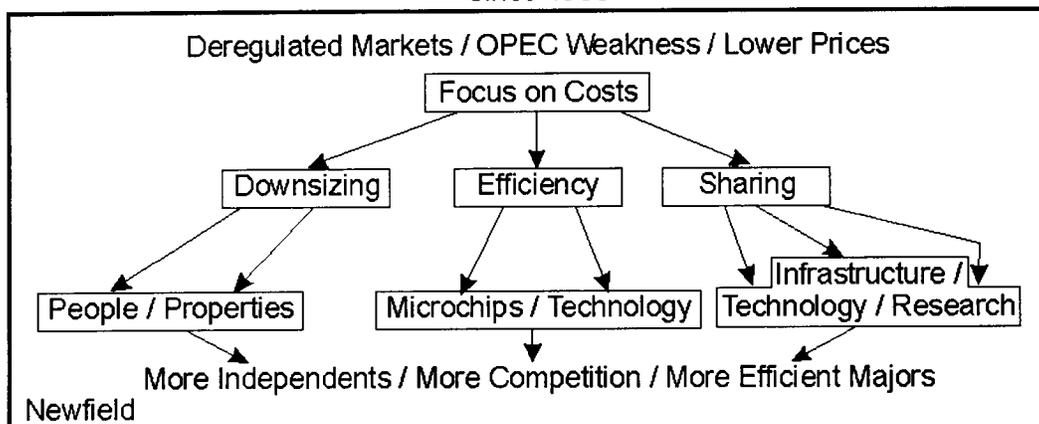 Deregulated Markets / OPEC Weakness / Lower Prices
Focus on Costs
Downsizing
Efficiency
Sharing
People / Properties
Microchips / Technology
Infrastructure /
Technology / Research
More Independents / More Competition / More Efficient Majors
Newfield